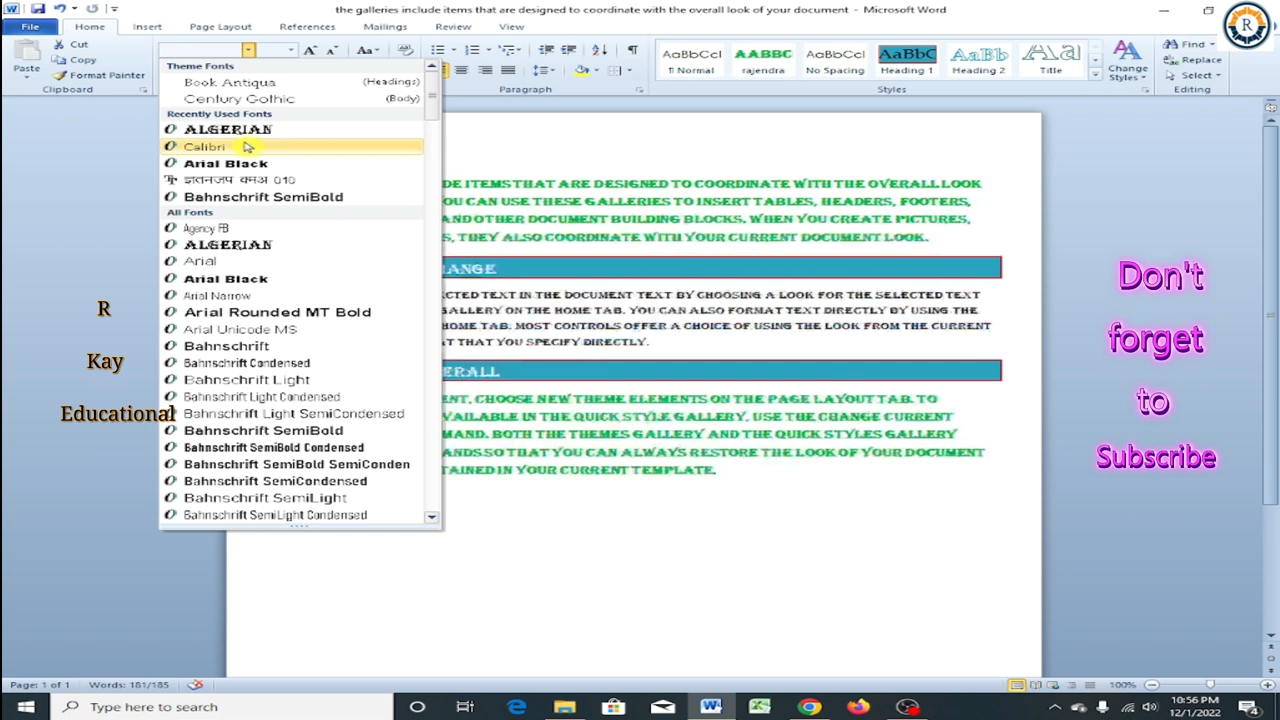 the galleries include items that are designed to coordinate with the overall look of your document - Microsoft Word
File Home Insert Page Layout References Mailings Review View
Cut
Copy
Format Painter
Paste
Clipboard
Aa
Paragraph
AaBbCcI AABBC AaBbCcI AaBbC AaBbC AaI
¶ Normal rajendra No Spacing Heading 1 Heading 2 Title
Change Styles
Styles
Find
Replace
Select
Editing
R
Theme Fonts
Book Antiqua (Headings)
Century Gothic (Body)
Recently Used Fonts
ALGERIAN
Calibri
Arial Black
Bahnschrift SemiBold
All Fonts
Agency FB
ALGERIAN
Arial
Arial Black
Arial Narrow
Arial Rounded MT Bold
Arial Unicode MS
Bahnschrift
Bahnschrift Condensed
Bahnschrift Light
Bahnschrift Light Condensed
Bahnschrift Light SemiCondensed
Bahnschrift SemiBold
Bahnschrift SemiBold Condensed
Bahnschrift SemiBold SemiConden
Bahnschrift SemiCondensed
Bahnschrift SemiLight
Bahnschrift SemiLight Condensed
ITEMS THAT ARE DESIGNED TO COORDINATE WITH THE OVERALL LOOK
YOU CAN USE THESE GALLERIES TO INSERT TABLES, HEADERS, FOOTERS,
AND OTHER DOCUMENT BUILDING BLOCKS. WHEN YOU CREATE PICTURES,
THEY ALSO COORDINATE WITH YOUR CURRENT DOCUMENT LOOK.
TEXT IN THE DOCUMENT TEXT BY CHOOSING A LOOK FOR THE SELECTED TEXT
GALLERY ON THE HOME TAB. YOU CAN ALSO FORMAT TEXT DIRECTLY BY USING THE
HOME TAB. MOST CONTROLS OFFER A CHOICE OF USING THE LOOK FROM THE CURRENT
THAT YOU SPECIFY DIRECTLY.
CHOOSE NEW THEME ELEMENTS ON THE PAGE LAYOUT TAB. TO
AVAILABLE IN THE QUICK STYLE GALLERY, USE THE CHANGE CURRENT
BOTH THE THEMES GALLERY AND THE QUICK STYLES GALLERY
SO THAT YOU CAN ALWAYS RESTORE THE LOOK OF YOUR DOCUMENT
IN YOUR CURRENT TEMPLATE.
R
Kay
Educational
Don't
forget
to
Subscribe
Page: 1 of 1 Words: 181/185 100%
Type here to search
10:56 PM
12/1/2022
4